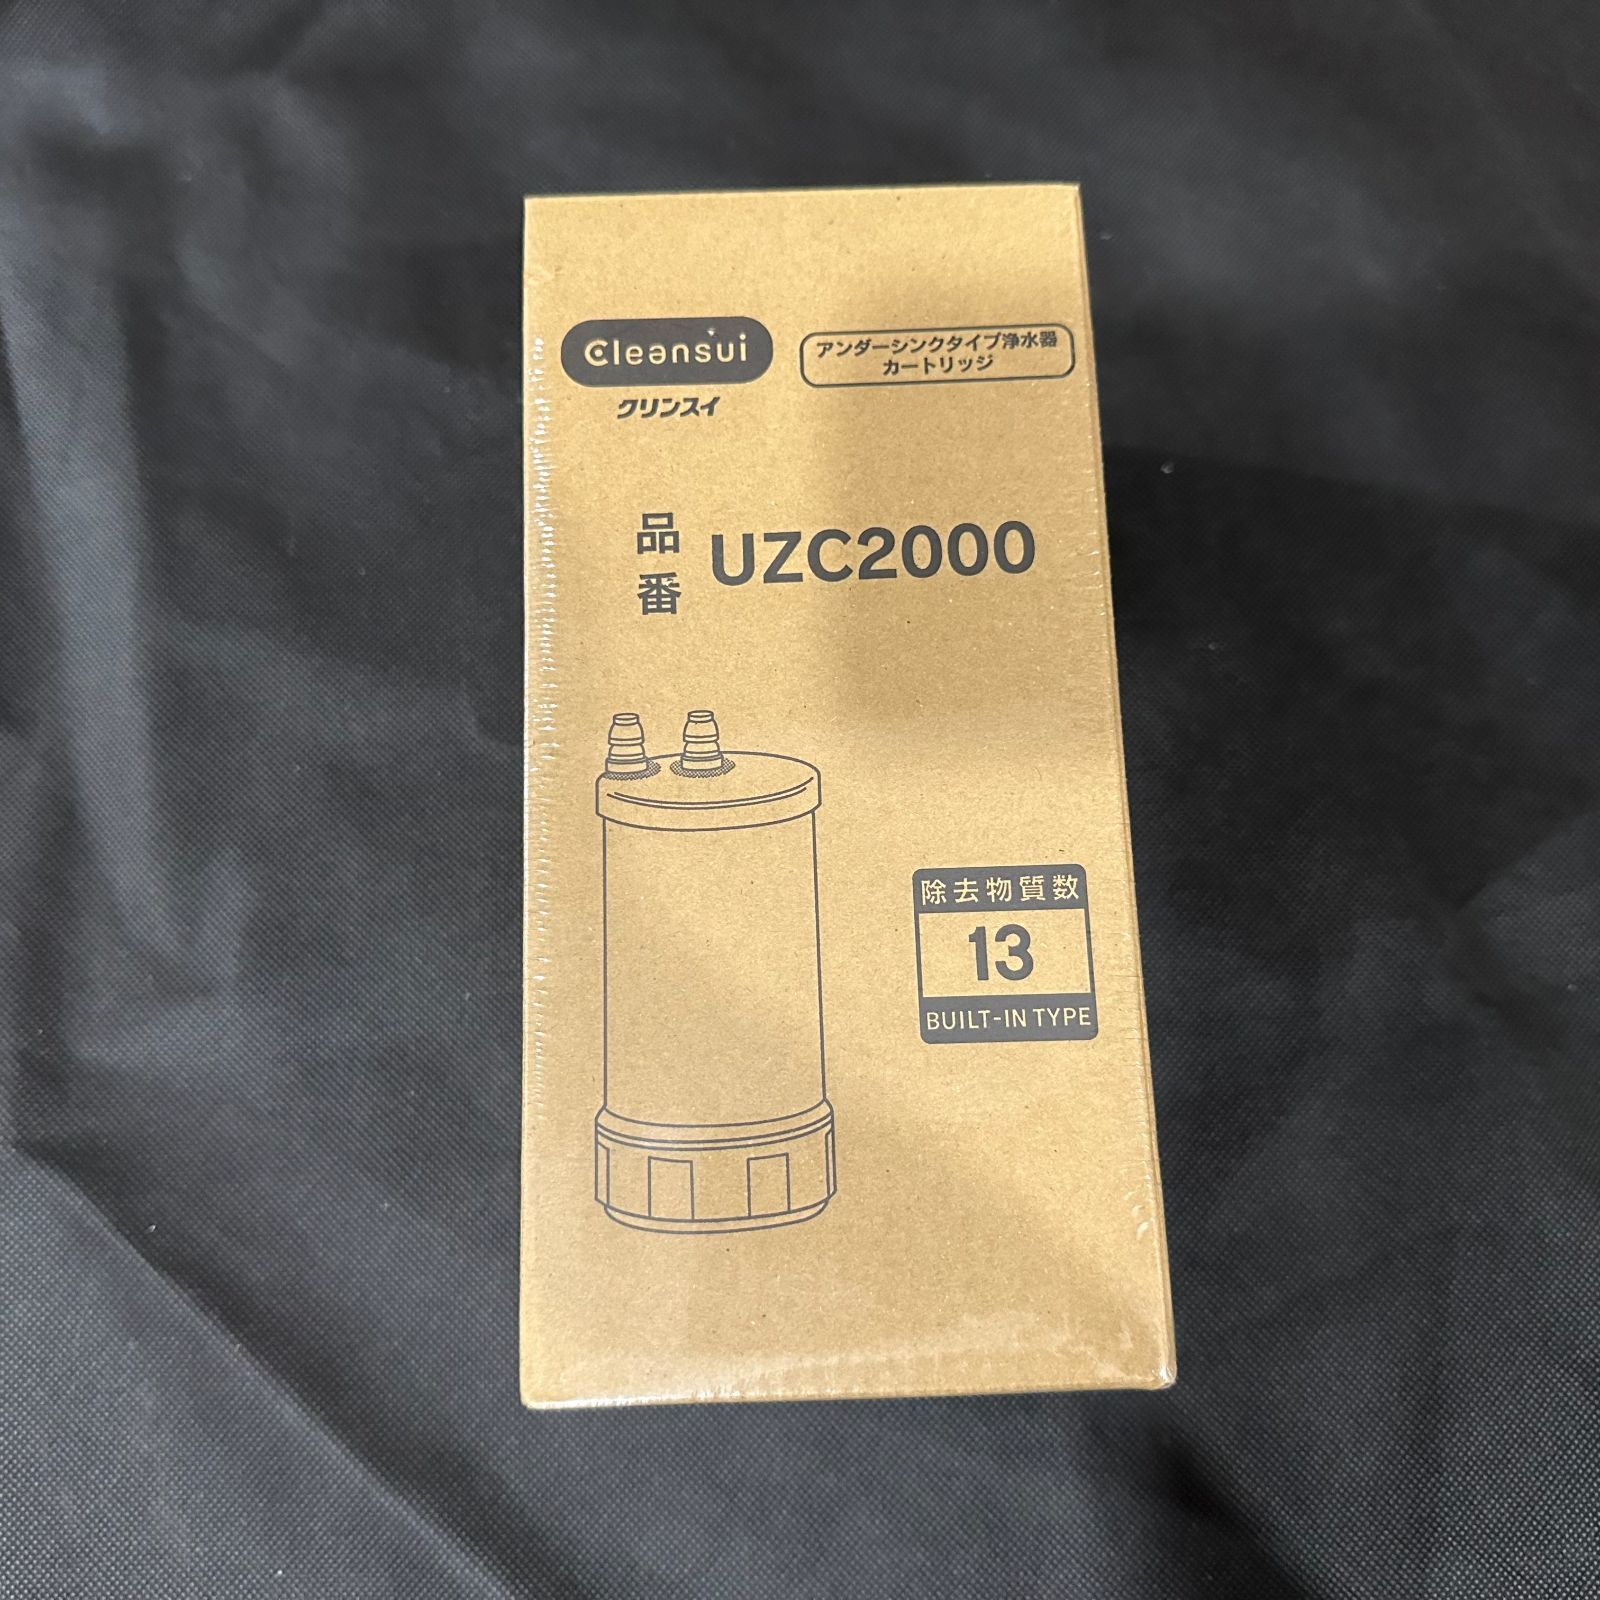 Cleansui
クリンスイ
アンダーシンクタイプ浄水器
カートリッジ
品番 UZC2000
除去物質数
13
BUILT-IN TYPE